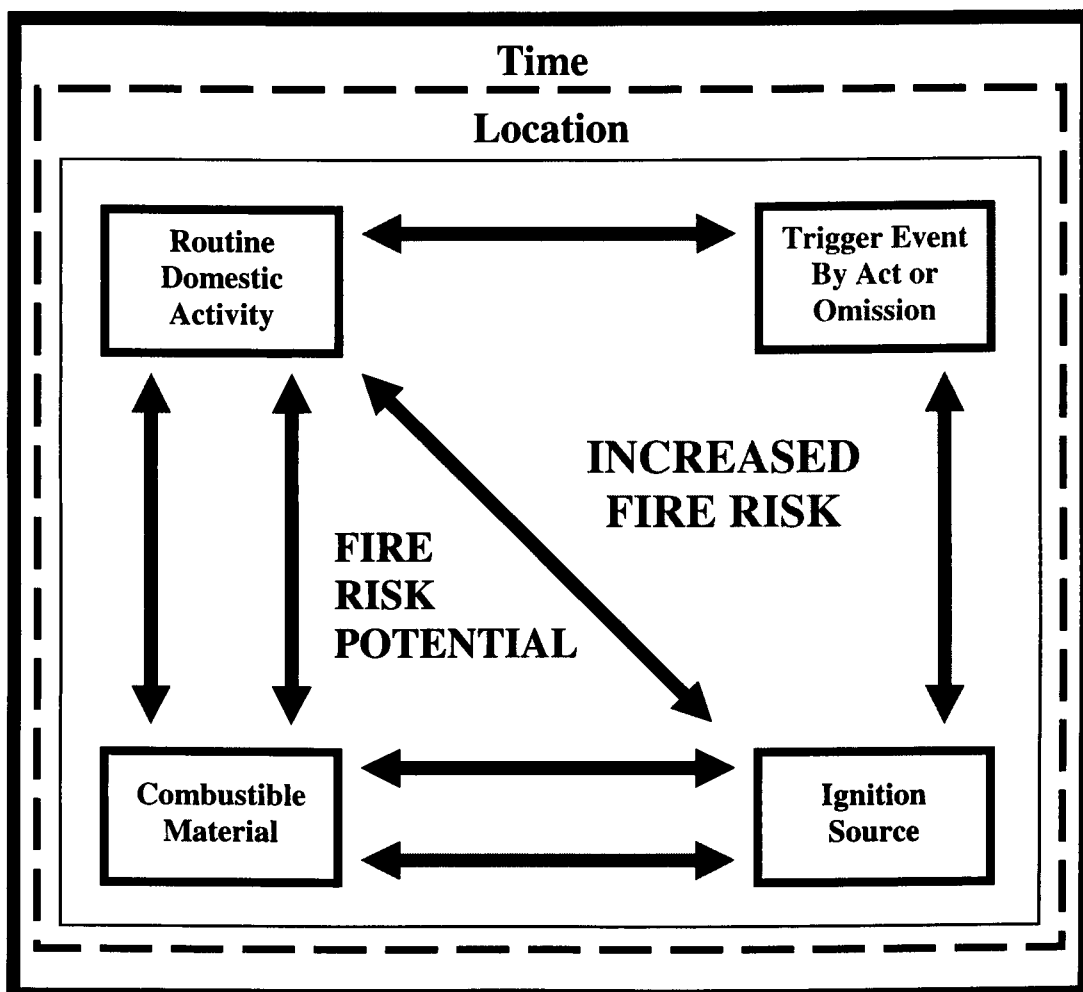 Time
Location
Routine
Domestic
Activity
Trigger Event
By Act or
Omission
INCREASED
FIRE RISK
FIRE
RISK
POTENTIAL
Combustible
Material
Ignition
Source